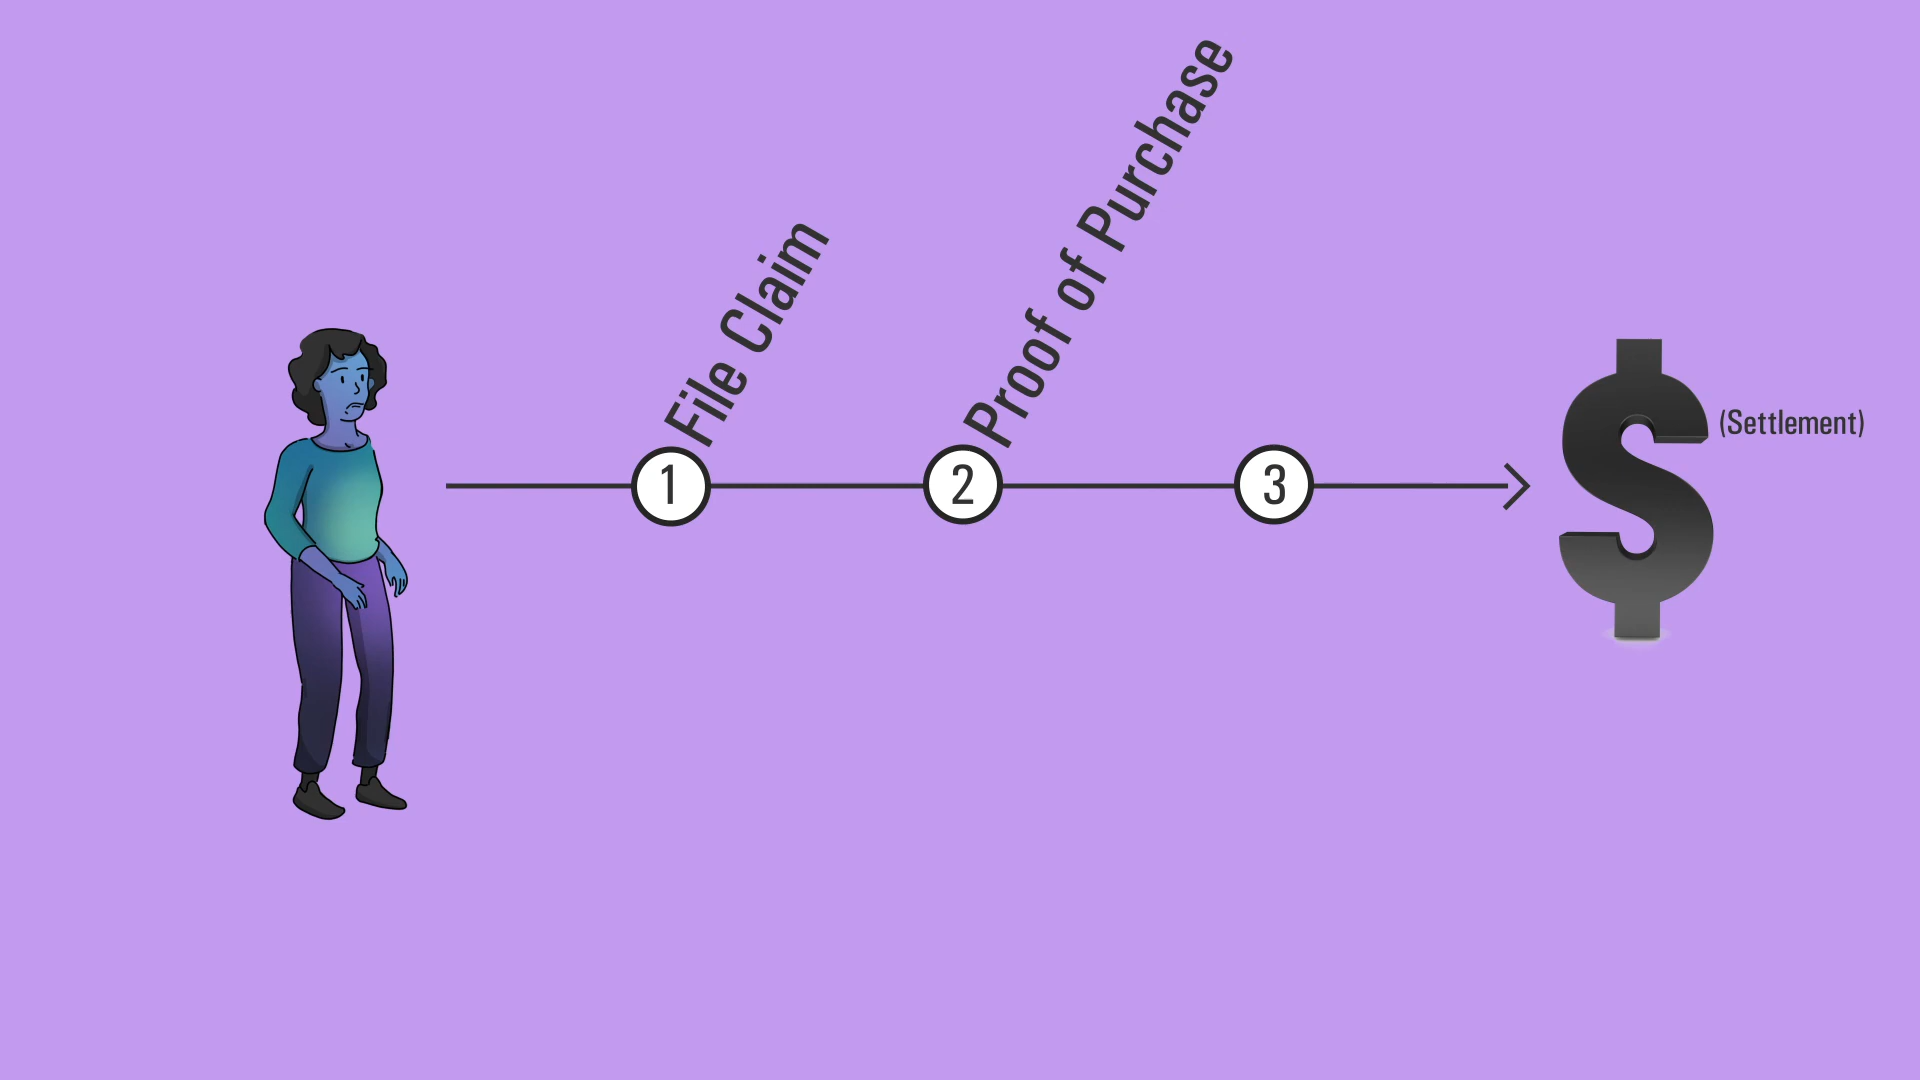 File Claim
Proof of Purchase
1
2
3
$
(Settlement)